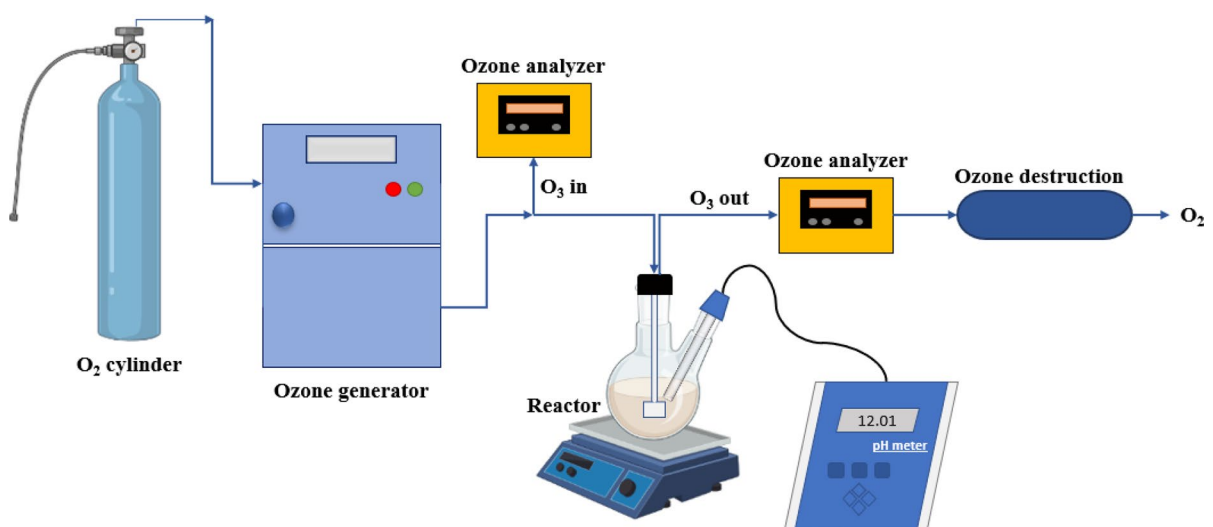 Ozone analyzer
Ozone analyzer
Ozone destruction
O₃ in
O₃ out
O₂
O₂ cylinder
Ozone generator
Reactor
12.01
pH meter